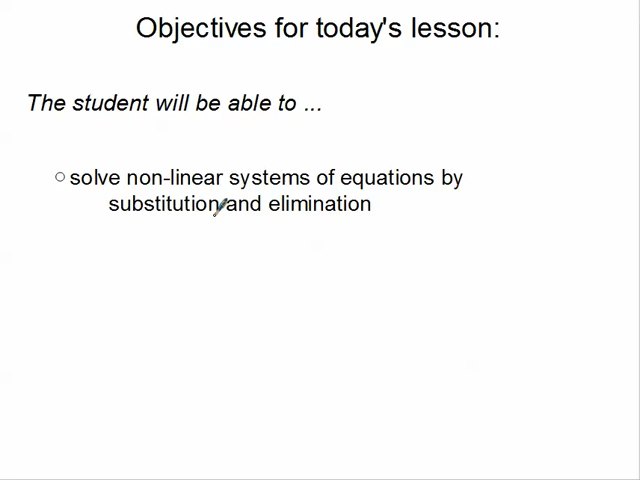 Objectives for today's lesson:
The student will be able to ...
solve non-linear systems of equations by
substitution and elimination